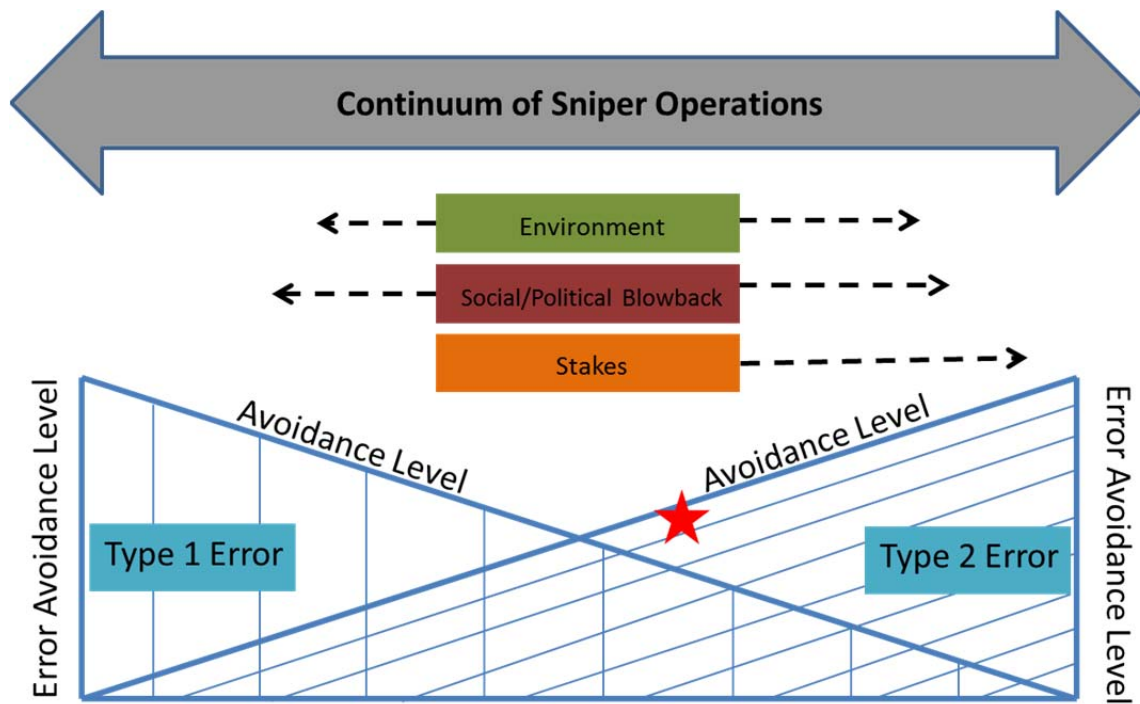 Continuum of Sniper Operations
Environment
Social/Political Blowback
Stakes
Error Avoidance Level
Avoidance Level
Avoidance Level
Error Avoidance Level
Type 1 Error
Type 2 Error